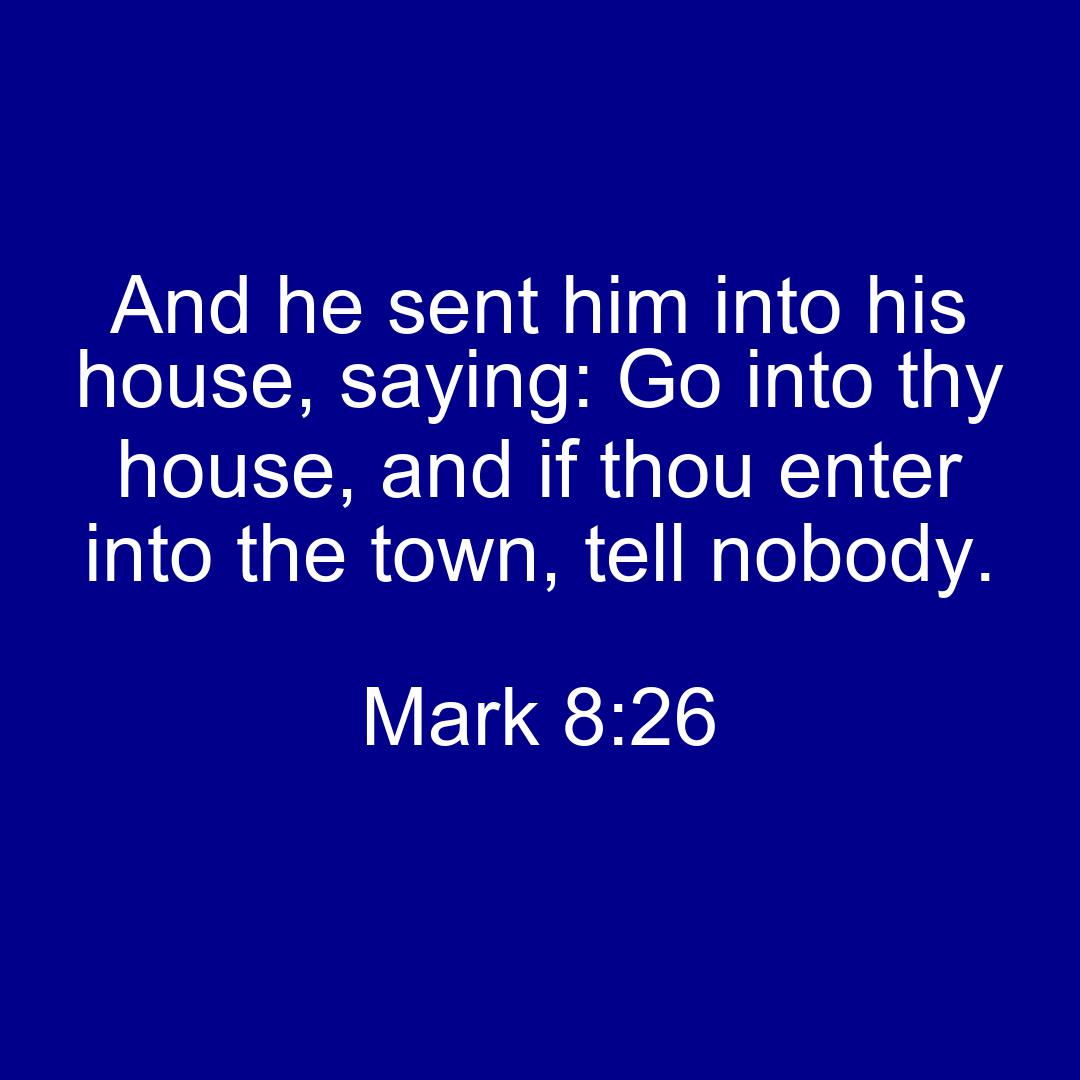 And he sent him into his
house, saying: Go into thy
house, and if thou enter
into the town, tell nobody.
Mark 8:26